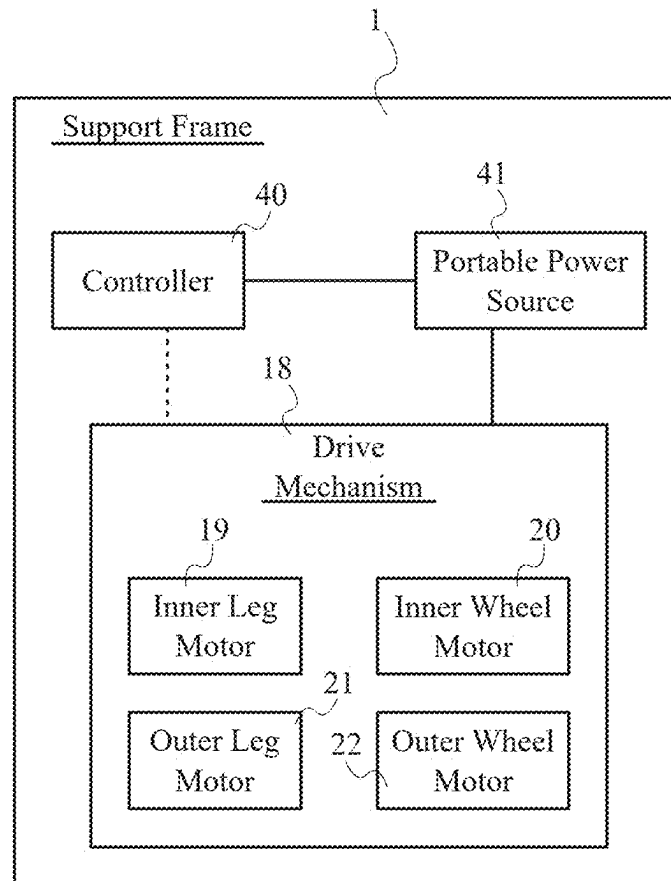 1
Support Frame
40
41
Controller
Portable Power
Source
18
Drive
Mechanism
19
20
Inner Leg
Motor
Inner Wheel
Motor
21
Outer Leg
Motor
22
Outer Wheel
Motor